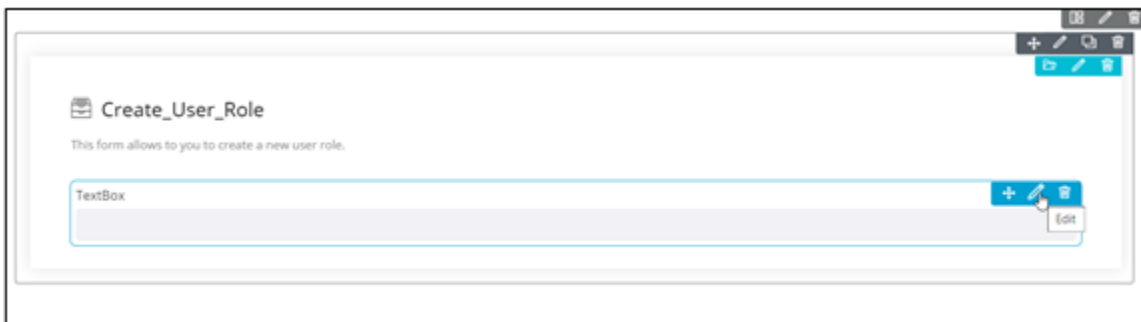 Create_User_Role
This form allows to you to create a new user role.
TextBox
Edit